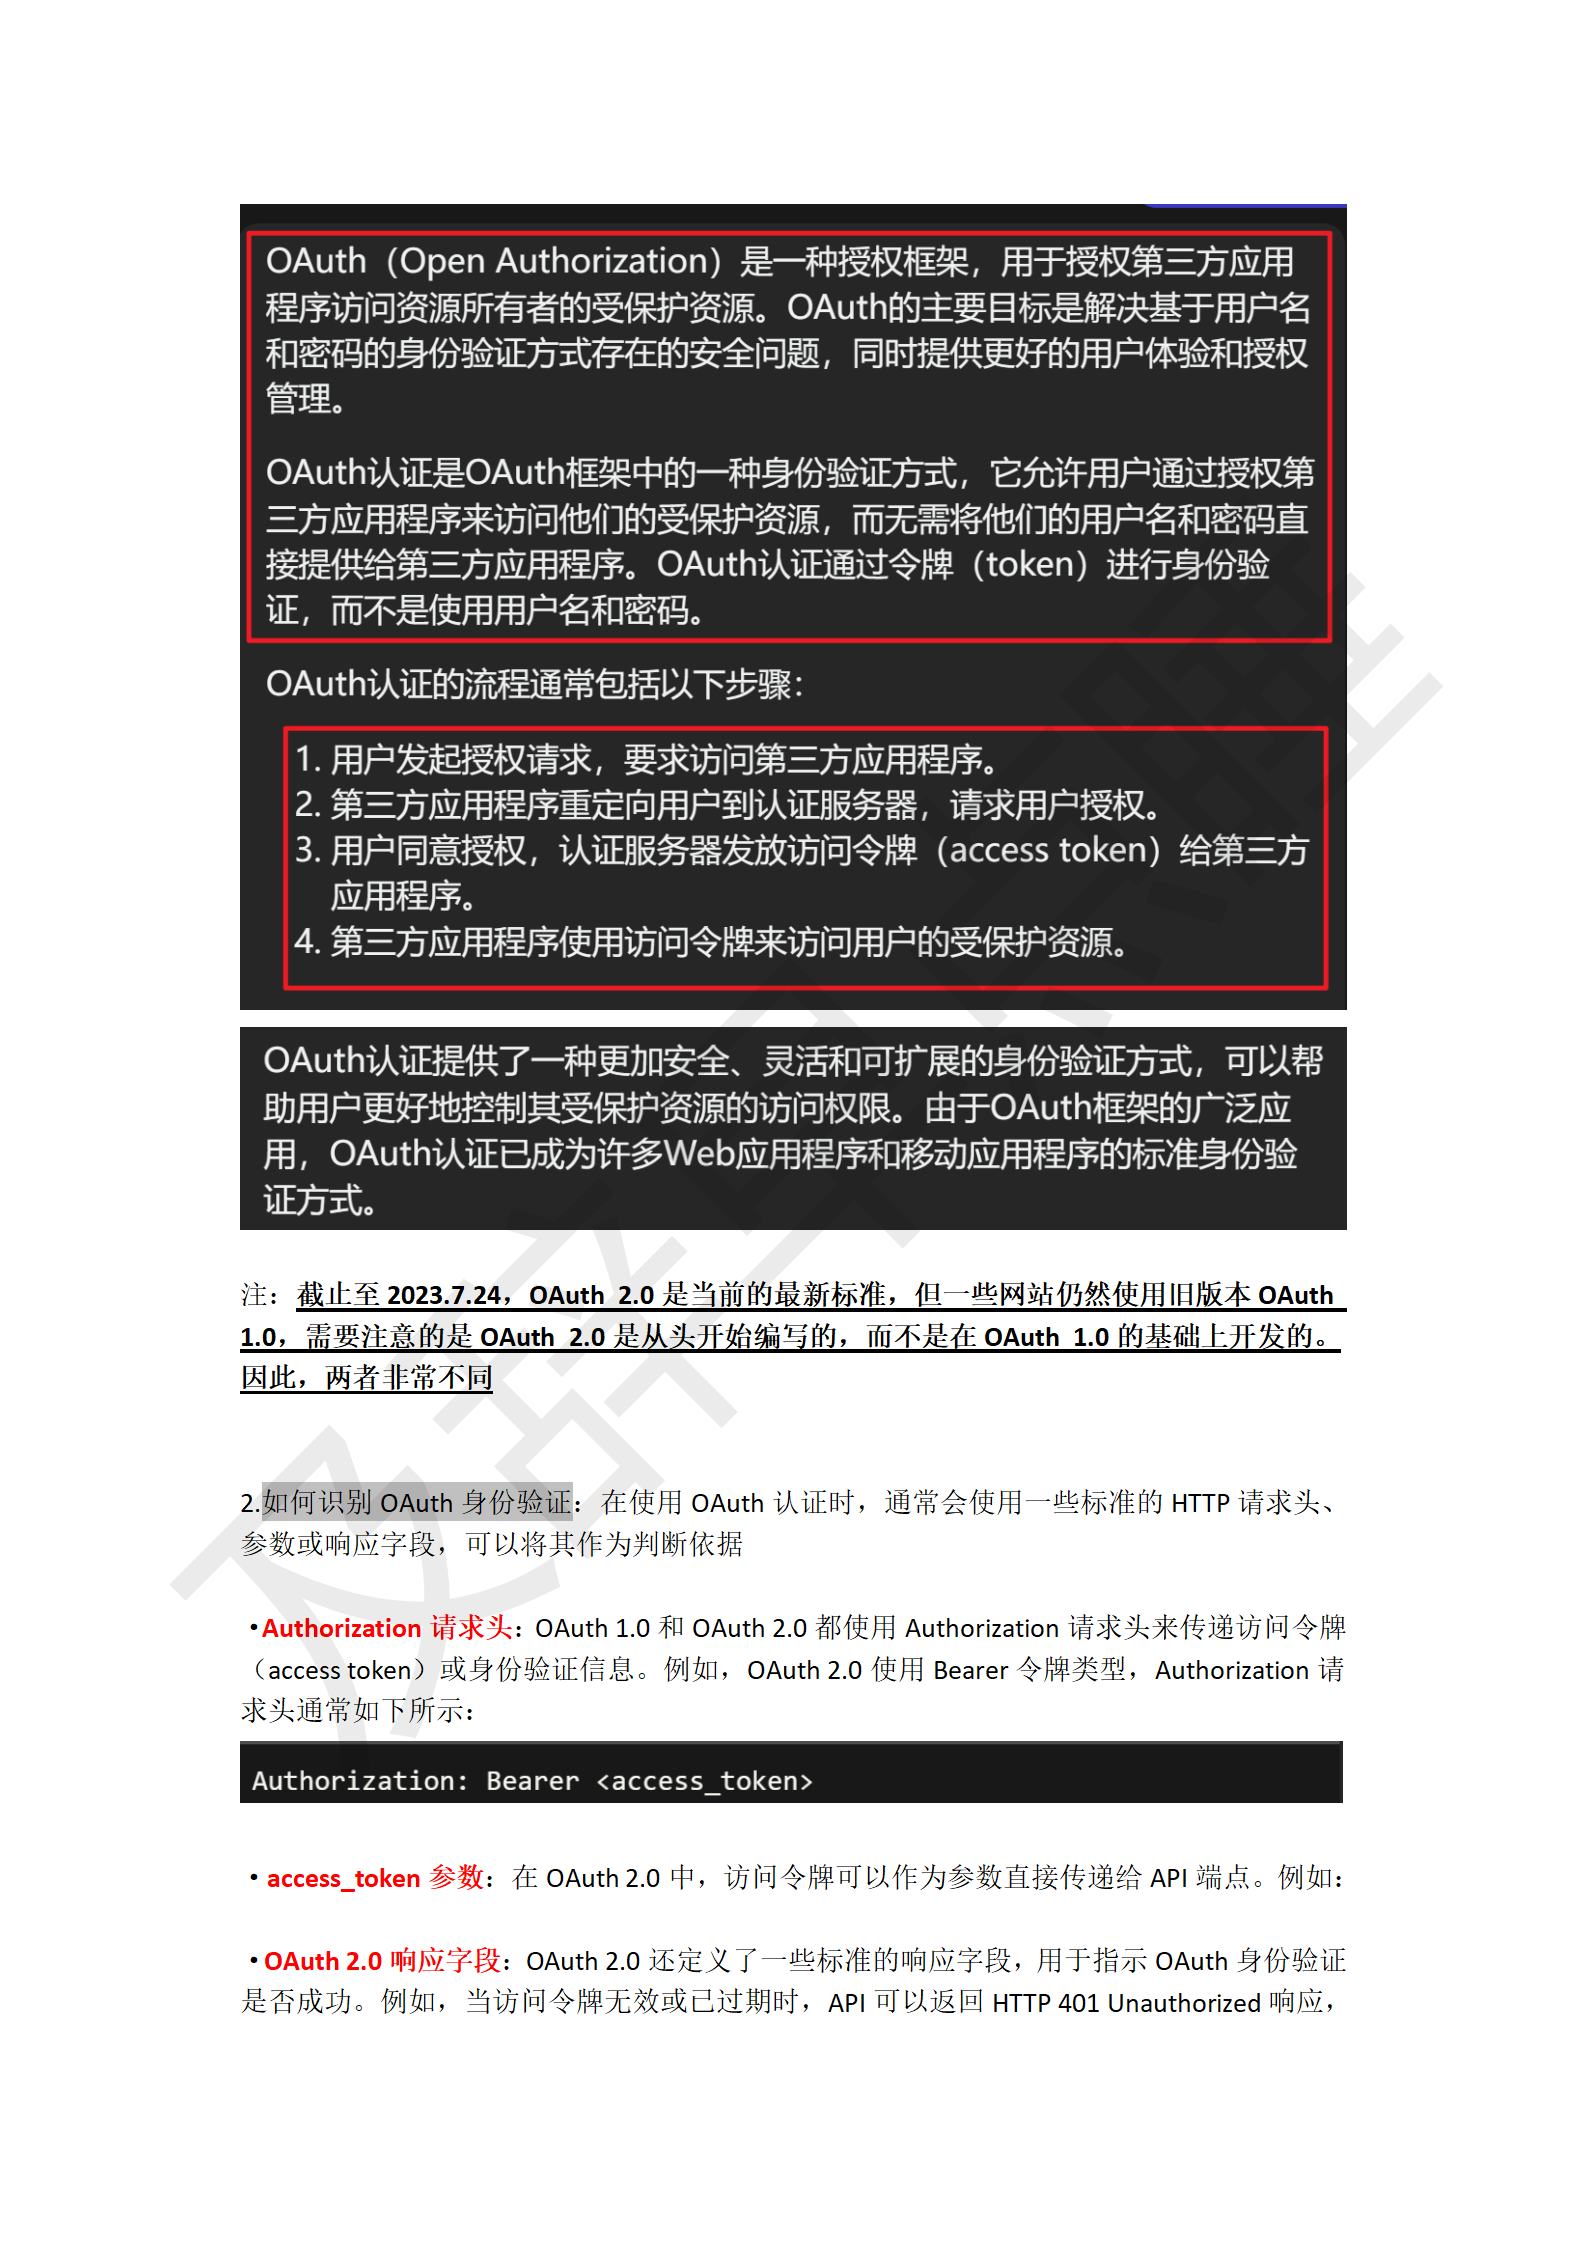 OAuth（Open Authorization）是一种授权框架，用于授权第三方应用
程序访问资源所有者的受保护资源。OAuth的主要目标是解决基于用户名
和密码的身份验证方式存在的安全问题，同时提供更好的用户体验和授权
管理。
OAuth认证是OAuth框架中的一种身份验证方式，它允许用户通过授权第
三方应用程序来访问他们的受保护资源，而无需将他们的用户名和密码直
接提供给第三方应用程序。OAuth认证通过令牌（token）进行身份验
证，而不是使用用户名和密码。
OAuth认证的流程通常包括以下步骤：
1. 用户发起授权请求，要求访问第三方应用程序。
2. 第三方应用程序重定向用户到认证服务器，请求用户授权。
3. 用户同意授权，认证服务器发放访问令牌（access token）给第三方
应用程序。
4. 第三方应用程序使用访问令牌来访问用户的受保护资源。
OAuth认证提供了一种更加安全、灵活和可扩展的身份验证方式，可以帮
助用户更好地控制其受保护资源的访问权限。由于OAuth框架的广泛应
用，OAuth认证已成为许多Web应用程序和移动应用程序的标准身份验
证方式。
注：截止至 2023.7.24，OAuth 2.0 是当前的最新标准，但一些网站仍然使用旧版本 OAuth
1.0，需要注意的是 OAuth 2.0 是从头开始编写的，而不是在 OAuth 1.0 的基础上开发的。
因此，两者非常不同
2.如何识别 OAuth 身份验证：在使用 OAuth 认证时，通常会使用一些标准的 HTTP 请求头、
参数或响应字段，可以将其作为判断依据
·Authorization 请求头：OAuth 1.0 和 OAuth 2.0 都使用 Authorization 请求头来传递访问令牌
（access token）或身份验证信息。例如，OAuth 2.0 使用 Bearer 令牌类型，Authorization 请
求头通常如下所示：
Authorization: Bearer <access_token>
·access_token 参数：在 OAuth 2.0 中，访问令牌可以作为参数直接传递给 API 端点。例如：
·OAuth 2.0 响应字段：OAuth 2.0 还定义了一些标准的响应字段，用于指示 OAuth 身份验证
是否成功。例如，当访问令牌无效或已过期时，API 可以返回 HTTP 401 Unauthorized 响应，